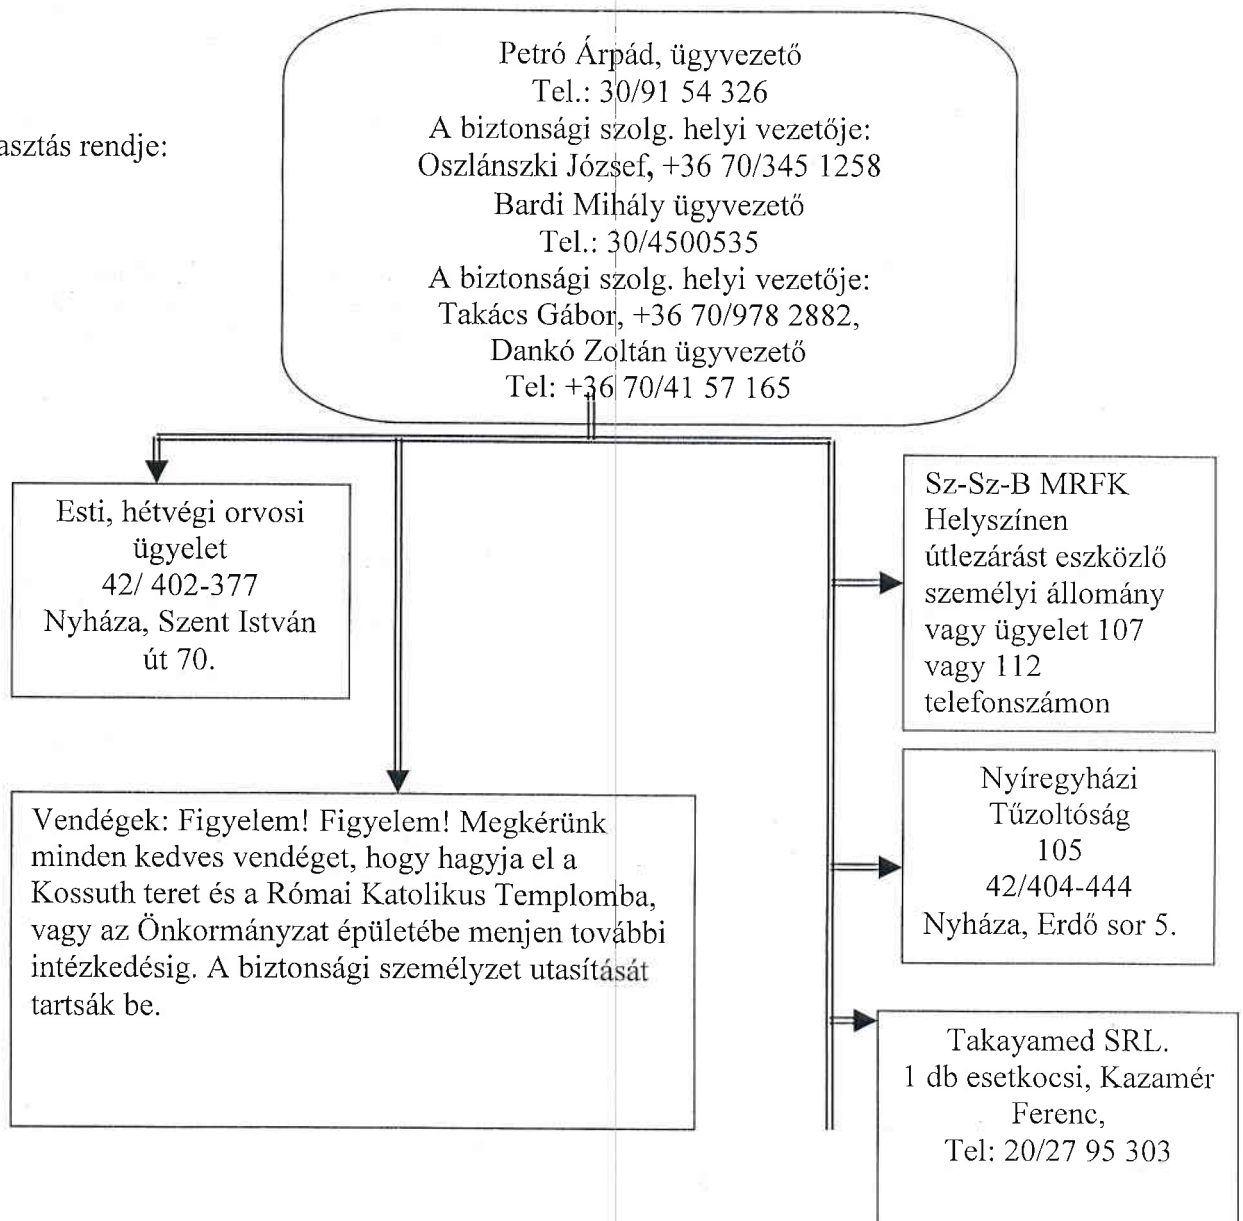 Petró Árpád, ügyvezető
Tel.: 30/91 54 326
A biztonsági szolg. helyi vezetője:
Oszlánszki József, +36 70/345 1258
Bardi Mihály ügyvezető
Tel.: 30/4500535
A biztonsági szolg. helyi vezetője:
Takács Gábor, +36 70/978 2882,
Dankó Zoltán ügyvezető
Tel: +36 70/41 57 165
asztás rendje:
Esti, hétvégi orvosi
ügyelet
42/ 402-377
Nyháza, Szent István
út 70.
Vendégek: Figyelem! Figyelem! Megkérünk
minden kedves vendéget, hogy hagyja el a
Kossuth teret és a Római Katolikus Templomba,
vagy az Önkormányzat épületébe menjen további
intézkedésig. A biztonsági személyzet utasítását
tartsák be.
Sz-Sz-B MRFK
Helyszínen
útlezárást eszközlő
személyi állomány
vagy ügyelet 107
vagy 112
telefonszámon
Nyíregyházi
Tűzoltóság
105
42/404-444
Nyháza, Erdő sor 5.
Takayamed SRL.
1 db esetkocsi, Kazamér
Ferenc,
Tel: 20/27 95 303